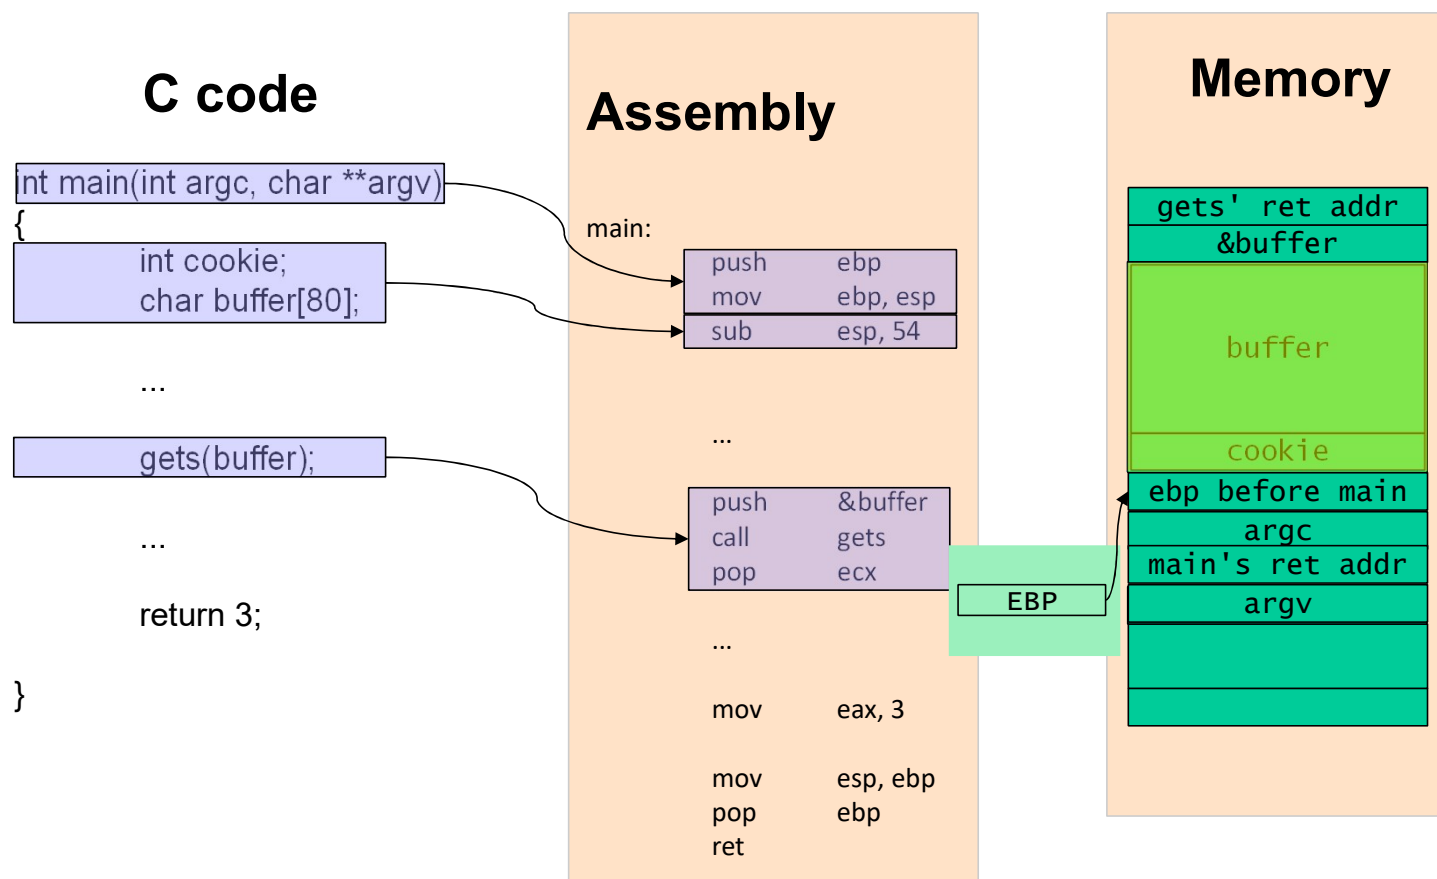 C code
int main(int argc, char **argv)
{
int cookie;
char buffer[80];
...
gets(buffer);
...
return 3;
}
Assembly
main:
push ebp
mov ebp, esp
sub esp, 54
...
push &buffer
call gets
pop ecx
...
mov eax, 3
mov esp, ebp
pop ebp
ret
EBP
Memory
gets' ret addr
&buffer
buffer
cookie
ebp before main
argc
main's ret addr
argv